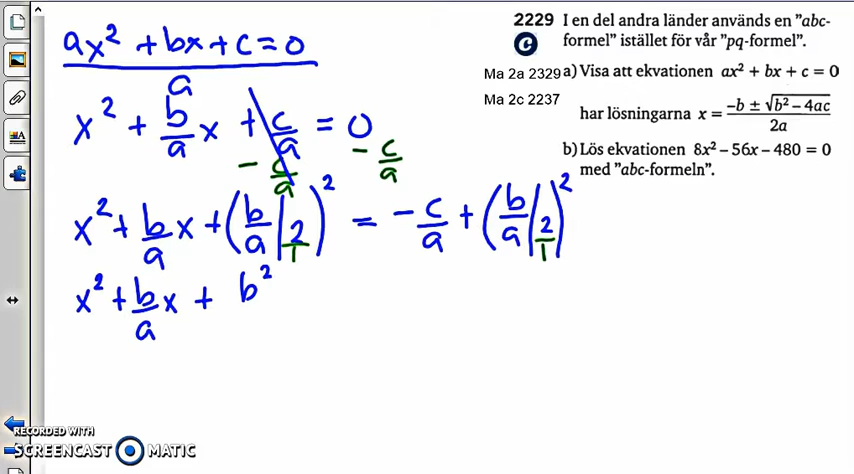 ax² + bx + c = 0
a
x² + b/a x + c/a = 0
- c/a - c/a
x² + b/a x + (b/a | 2/1)² = - c/a + (b/a | 2/1)²
x² + b/a x + b²
2229 I en del andra länder används en ”abc-
formel” istället för vår ”pq-formel”.
C
Ma 2a 2329 a) Visa att ekvationen ax² + bx + c = 0
Ma 2c 2237
har lösningarna x = (−b ± √(b² − 4ac))/2a
b) Lös ekvationen 8x² − 56x − 480 = 0
med ”abc-formeln”.
RECORDED WITH
SCREENCAST O MATIC